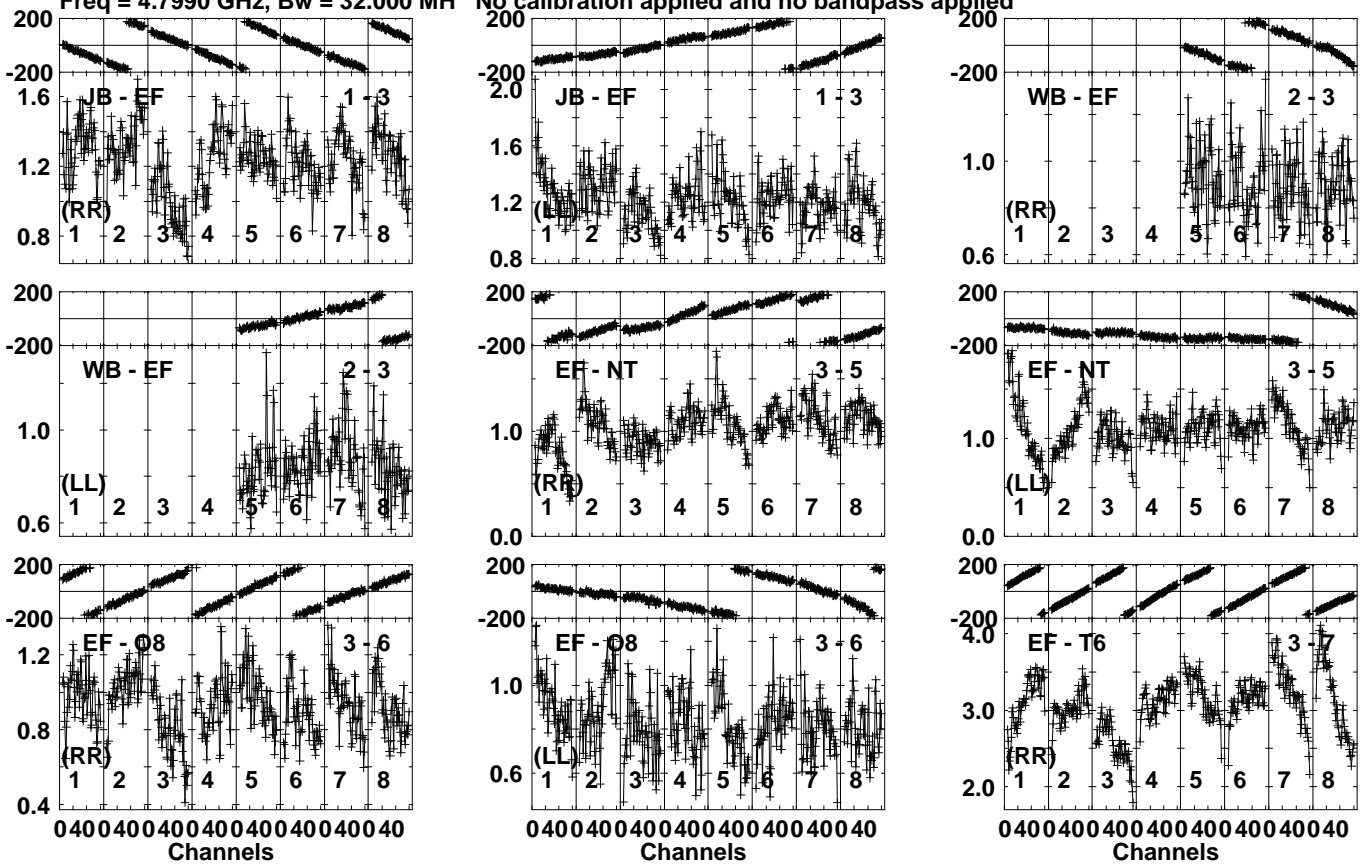 Freq = 4.7990 GHz, Bw = 32.000 MH No calibration applied and no bandpass applied
200 200 200
-200 -200 -200
JB - EF 1 - 3 JB - EF 1 - 3 WB - EF 2 - 3
1.6 2.0
1.6 1.0
1.2 1.2
(RR) (LL) (RR)
1 2 3 4 5 6 7 8 1 2 3 4 5 6 7 8 1 2 3 4 5 6 7 8
0.8 0.8 0.6
200 200 200
-200 -200 -200
WB - EF 2 - 3 EF - NT 3 - 5 EF - NT 3 - 5
1.0 1.0 1.0
(LL) (RR) (LL)
1 2 3 4 5 6 7 8 1 2 3 4 5 6 7 8 1 2 3 4 5 6 7 8
0.6 0.0 0.0
200 200 200
-200 -200 -200
EF - O8 3 - 6 EF - O8 3 - 6 EF - T6 3 - 7
1.2 1.0 4.0
3.0
0.8
(RR) (LL) (RR)
1 2 3 4 5 6 7 8 1 2 3 4 5 6 7 8 1 2 3 4 5 6 7 8
0.4 0.6 2.0
0 40 0 40 0 40 0 40 0 40 0 40 0 40 0 40 0 40 0 40 0 40 0 40 0 40 0 40 0 40 0 40 0 40 0 40 0 40 0 40 0 40 0 40 0 40 0 40
Channels Channels Channels